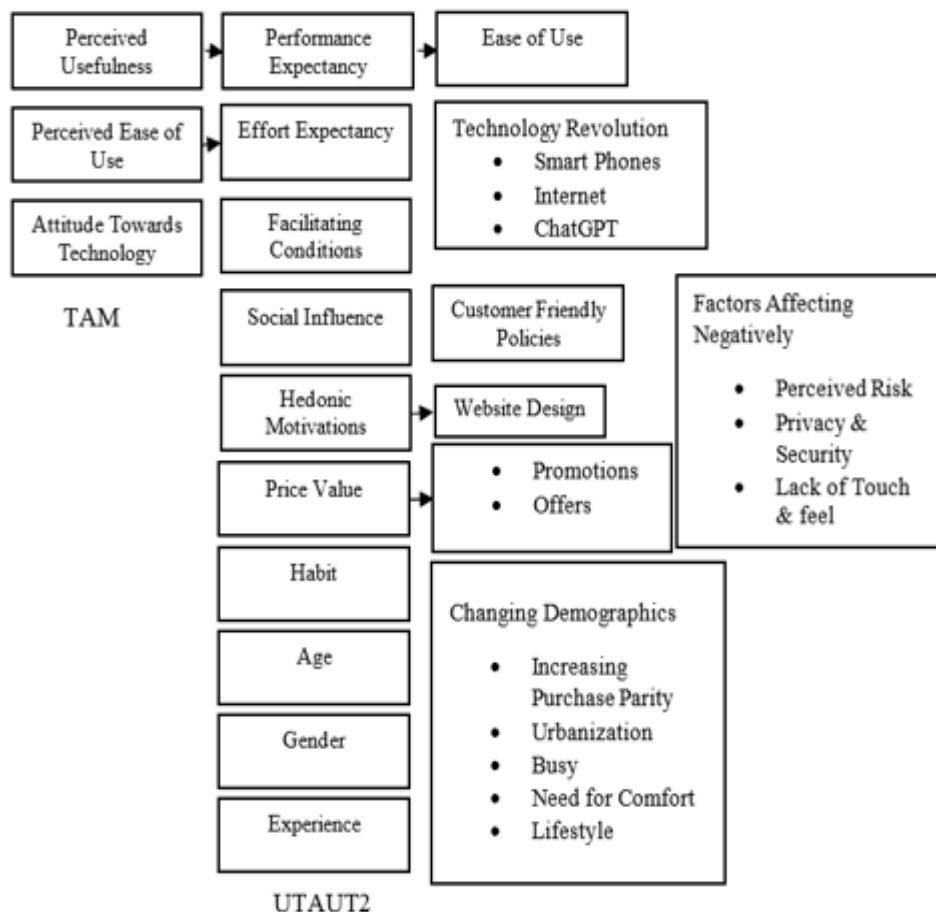 Perceived
Usefulness
Performance
Expectancy
Ease of Use
Perceived Ease of
Use
Effort Expectancy
Technology Revolution
• Smart Phones
• Internet
• ChatGPT
Attitude Towards
Technology
Facilitating
Conditions
TAM
Social Influence
Customer Friendly
Policies
Factors Affecting
Negatively
• Perceived Risk
• Privacy &
Security
• Lack of Touch
& feel
Hedonic
Motivations
Website Design
Price Value
• Promotions
• Offers
Habit
Age
Gender
Experience
Changing Demographics
• Increasing
Purchase Parity
• Urbanization
• Busy
• Need for Comfort
• Lifestyle
UTAUT2